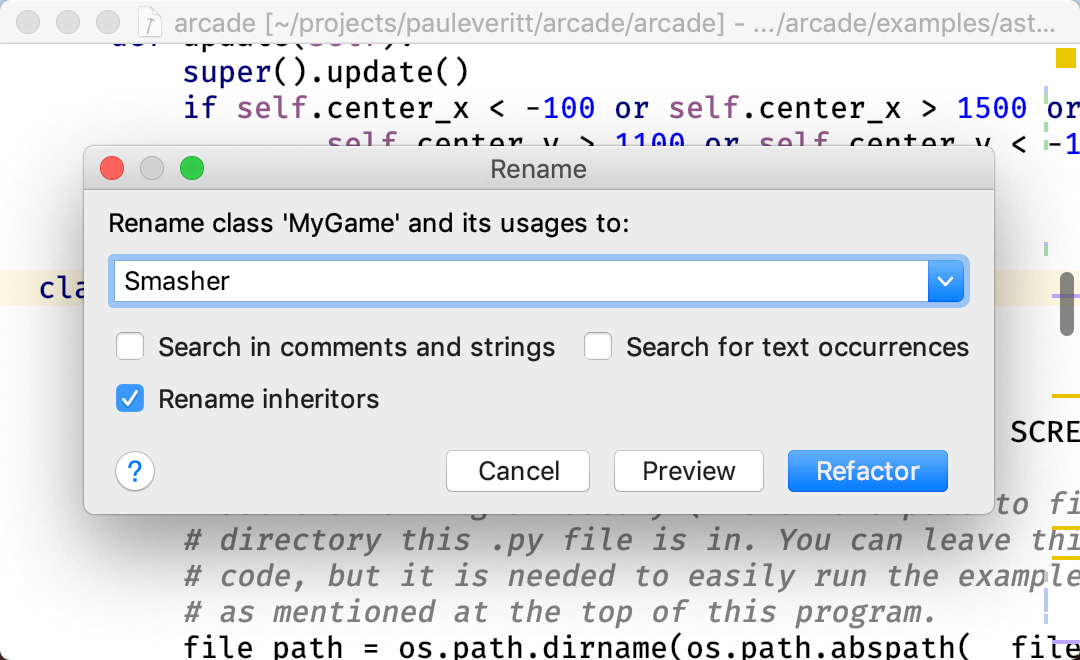 arcade [~/projects/pauleveritt/arcade/arcade] - .../arcade/examples/ast...
def update(self):
super().update()
if self.center_x < -100 or self.center_x > 1500 or
self.center_y > 1100 or self.center_y < -1
Rename
Rename class 'MyGame' and its usages to:
cla
Smasher
Search in comments and strings
Search for text occurrences
Rename inheritors
SCRE
?
Cancel
Preview
Refactor
to fi
# directory this .py file is in. You can leave thi
# code, but it is needed to easily run the example
# as mentioned at the top of this program.
file_path = os.path.dirname(os.path.abspath(__file